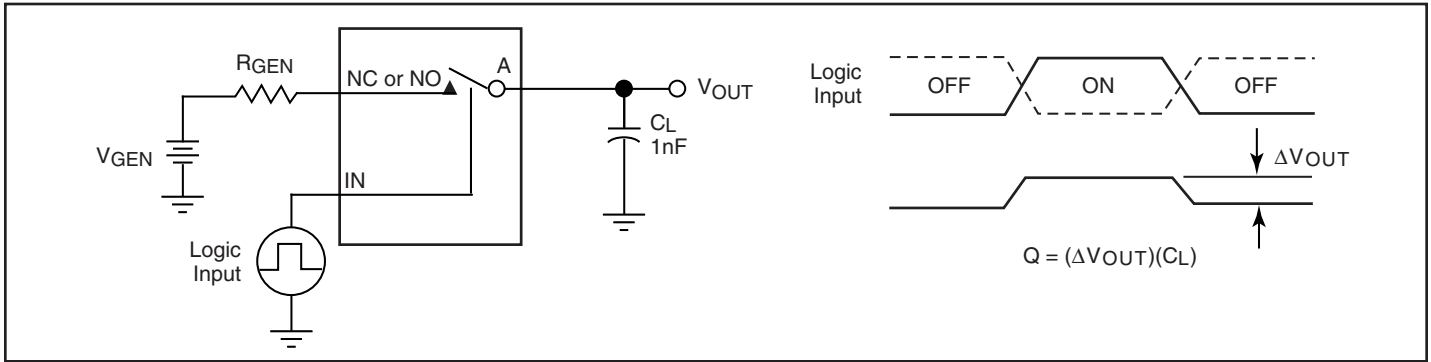 RGEN
NC or NO
A
VOUT
CL
1nF
VGEN
IN
Logic
Input
Logic
Input
OFF
ON
OFF
ΔVOUT
Q = (ΔVOUT)(CL)